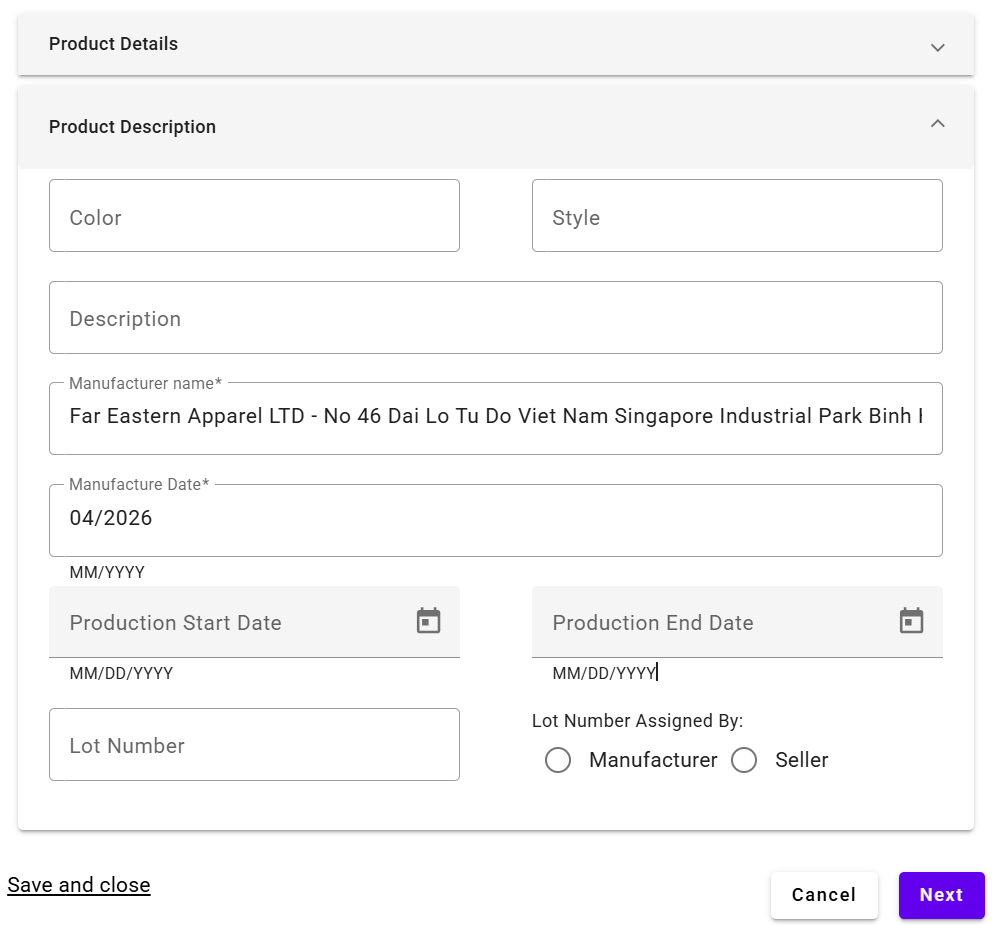 Product Details
Product Description
Color
Style
Description
Manufacturer name*
Far Eastern Apparel LTD - No 46 Dai Lo Tu Do Viet Nam Singapore Industrial Park Binh
Manufacture Date*
04/2026
MM/YYYY
Production Start Date
Production End Date
MM/DD/YYYY
MM/DD/YYYY
Lot Number Assigned By:
Lot Number
Manufacturer
Seller
Save and close
Cancel
Next